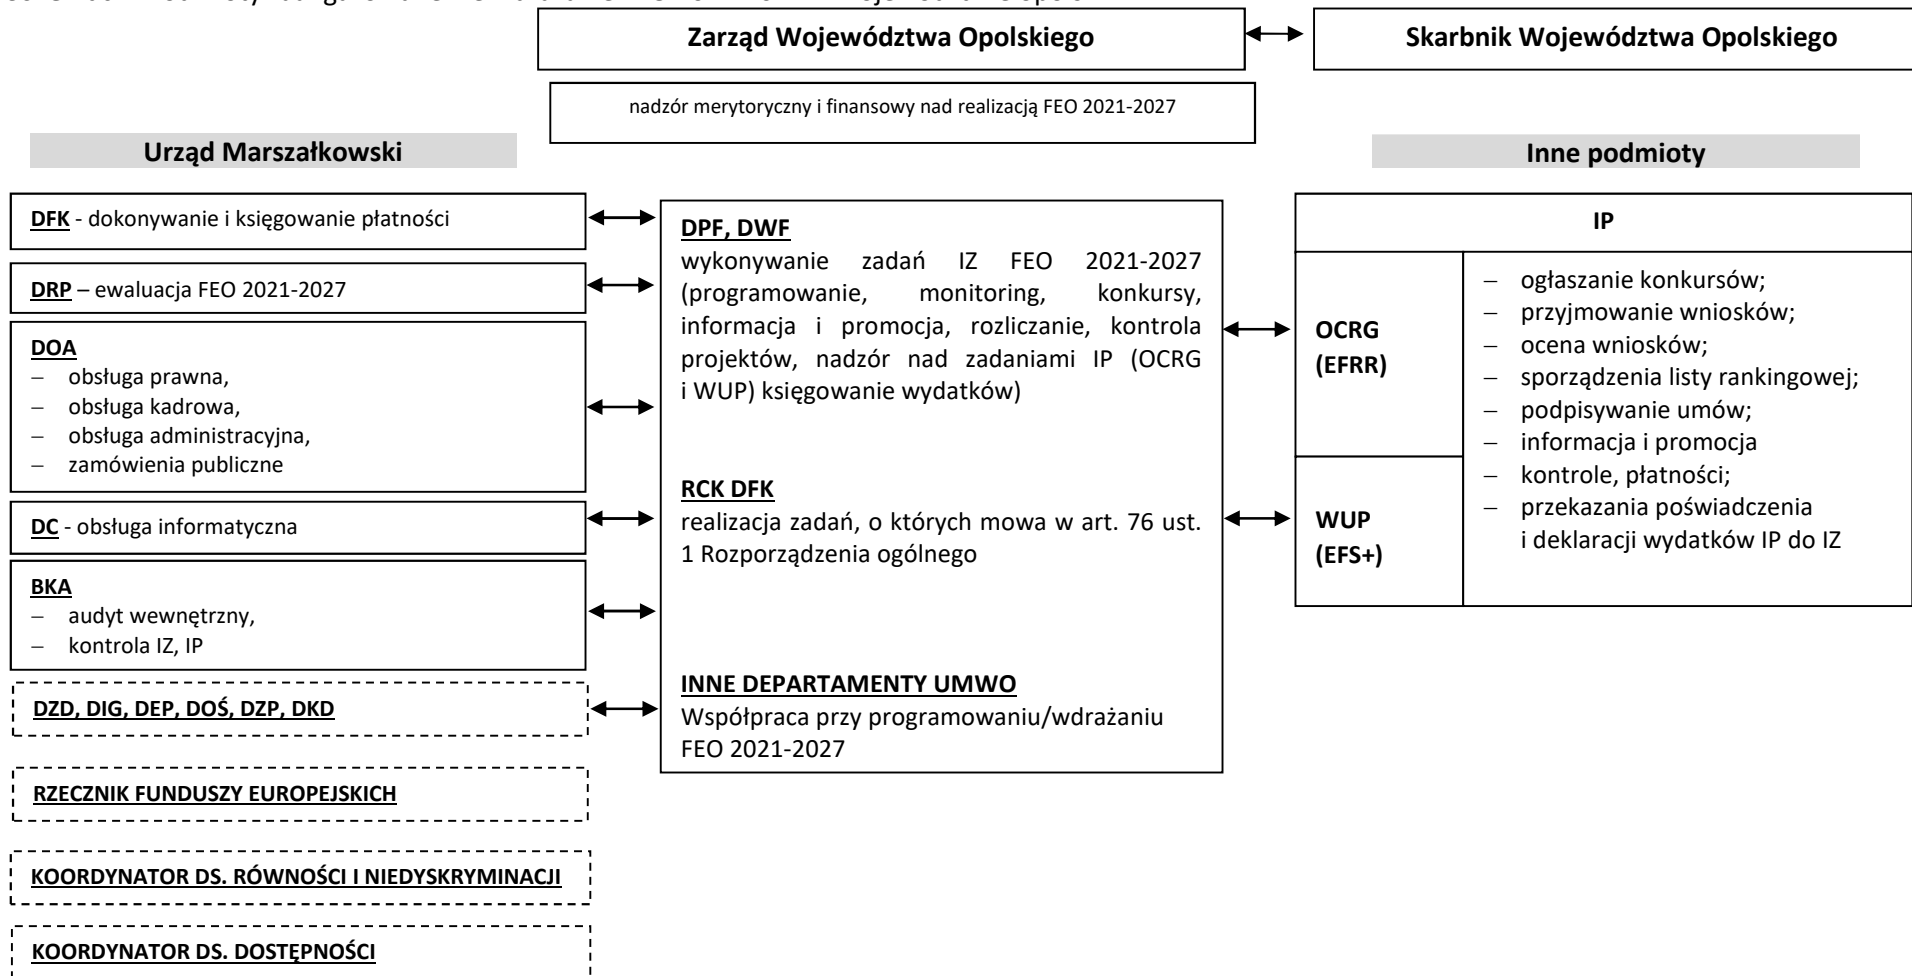 Zarząd Województwa Opolskiego
Skarbnik Województwa Opolskiego
nadzór merytoryczny i finansowy nad realizacją FEO 2021-2027
Urząd Marszałkowski
Inne podmioty
DFK - dokonywanie i księgowanie płatności
DRP – ewaluacja FEO 2021-2027
DOA
– obsługa prawna,
– obsługa kadrowa,
– obsługa administracyjna,
– zamówienia publiczne
DC - obsługa informatyczna
BKA
– audyt wewnętrzny,
– kontrola IZ, IP
DZD, DIG, DEP, DOŚ, DZP, DKD
RZECZNIK FUNDUSZY EUROPEJSKICH
KOORDYNATOR DS. RÓWNOŚCI I NIEDYSKRYMINACJI
KOORDYNATOR DS. DOSTĘPNOŚCI
DPF, DWF
wykonywanie zadań IZ FEO 2021-2027
(programowanie, monitoring, konkursy,
informacja i promocja, rozliczanie, kontrola
projektów, nadzór nad zadaniami IP (OCRG
i WUP) księgowanie wydatków)
RCK DFK
realizacja zadań, o których mowa w art. 76 ust.
1 Rozporządzenia ogólnego
INNE DEPARTAMENTY UMWO
Współpraca przy programowaniu/wdrażaniu
FEO 2021-2027
IP
OCRG
(EFRR)
WUP
(EFS+)
– ogłaszanie konkursów;
– przyjmowanie wniosków;
– ocena wniosków;
– sporządzenia listy rankingowej;
– podpisywanie umów;
– informacja i promocja
– kontrole, płatności;
– przekazania poświadczenia
i deklaracji wydatków IP do IZ